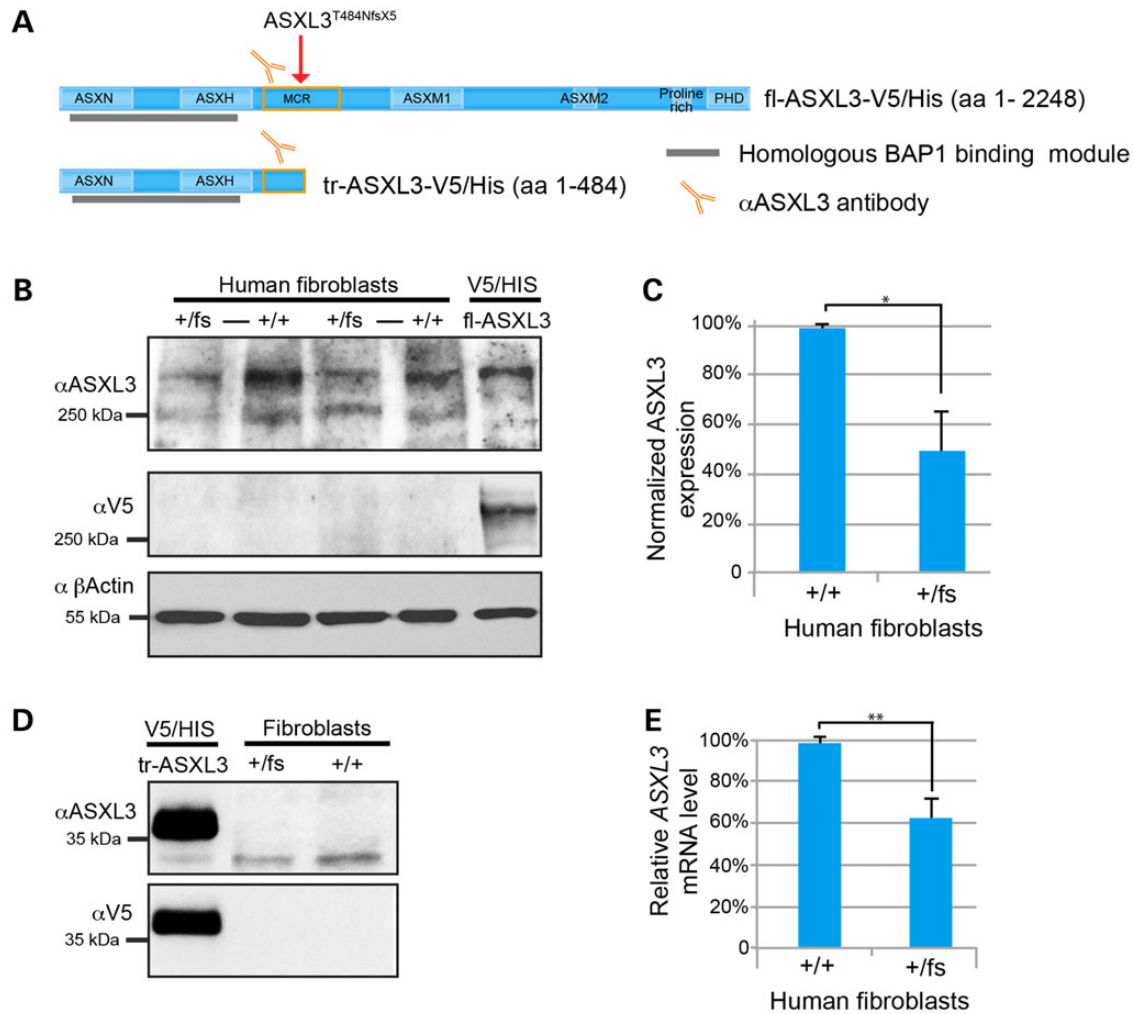 A
ASXL3T484NfsX5
ASXN ASXH MCR ASXM1 ASXM2 Proline rich PHD
fl-ASXL3-V5/His (aa 1- 2248)
Homologous BAP1 binding module
ASXN ASXH
tr-ASXL3-V5/His (aa 1-484)
αASXL3 antibody
B
Human fibroblasts V5/HIS
+/fs — +/+ +/fs — +/+ fl-ASXL3
αASXL3
250 kDa
αV5
250 kDa
α βActin
55 kDa
C
Normalized ASXL3
expression
100%
80%
60%
40%
20%
0
*
+/+ +/fs
Human fibroblasts
D
V5/HIS Fibroblasts
tr-ASXL3 +/fs +/+
αASXL3
35 kDa
αV5
35 kDa
E
Relative ASXL3
mRNA level
100%
80%
60%
40%
20%
0
**
+/+ +/fs
Human fibroblasts